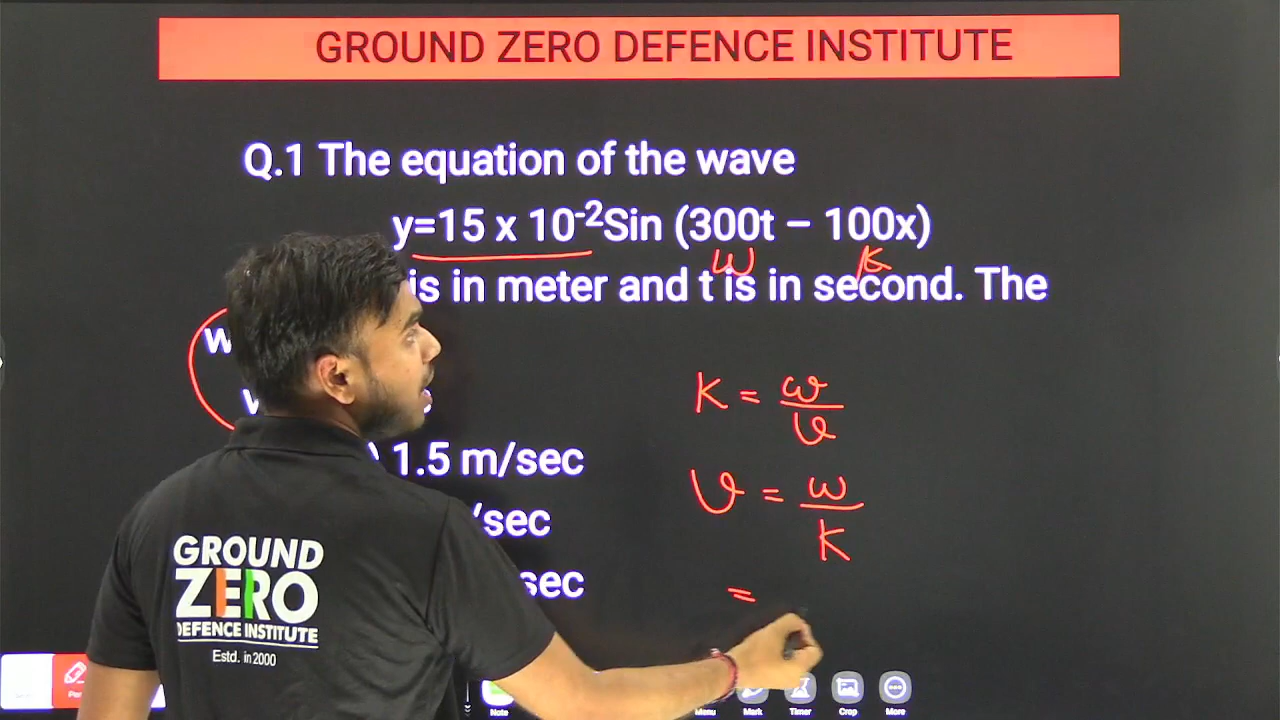 GROUND ZERO DEFENCE INSTITUTE
Q.1 The equation of the wave
y=15 x 10⁻²Sin (300t – 100x)
ω K
is in meter and t is in second. The
K = ω/v
v = ω/K
=
1.5 m/sec
/sec
sec
GROUND
ZERO
DEFENCE INSTITUTE
Estd. in 2000
Note Menu Mark Timer Crop More